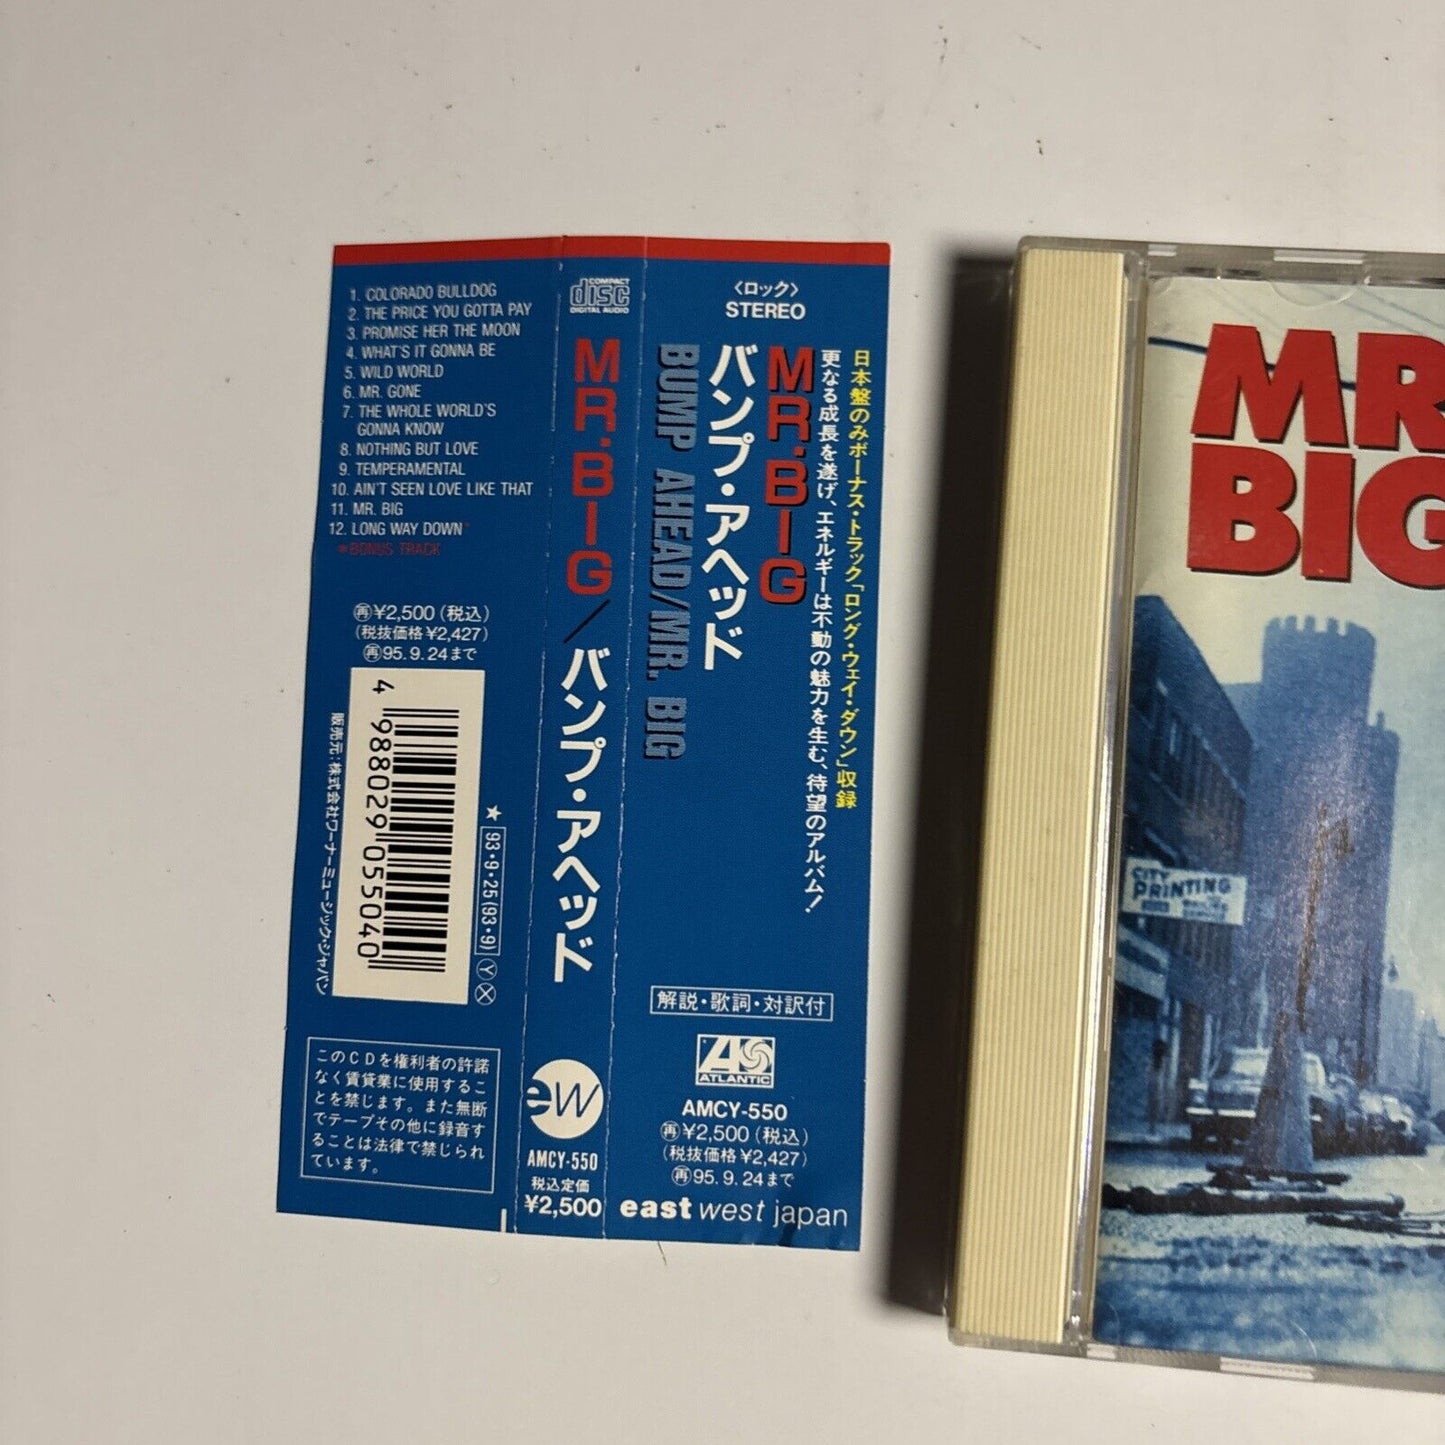 1. COLORADO BULLDOG
2. THE PRICE YOU GOTTA PAY
3. PROMISE HER THE MOON
4. WHAT'S IT GONNA BE
5. WILD WORLD
6. MR. GONE
7. THE WHOLE WORLD'S
GONNA KNOW
8. NOTHING BUT LOVE
9. TEMPERAMENTAL
10. AIN'T SEEN LOVE LIKE THAT
11. MR. BIG
12. LONG WAY DOWN*
*BONUS TRACK
再¥2,500(税込)
(税抜価格¥2,427)
再95.9.24まで
4 988029 055040
★93・9・25(93・9)ⓎⓍ
販売元:株式会社ワーナーミュージック・ジャパン
このCDを権利者の許諾
なく賃貸業に使用するこ
とを禁じます。また無断
でテープその他に録音す
ることは法律で禁じられ
ています。
COMPACT
disc
DIGITAL AUDIO
MR.BIG/バンプ・アヘッド
ew
AMCY-550
税込定価
¥2,500
〈ロック〉
STEREO
日本盤のみボーナス・トラック「ロング・ウェイ・ダウン」収録
更なる成長を遂げ、エネルギーは不動の魅力を生む、待望のアルバム!
MR.BIG
バンプ・アヘッド
BUMP AHEAD/MR. BIG
解説・歌詞・対訳付
ATLANTIC
AMCY-550
再¥2,500(税込)
(税抜価格¥2,427)
再95.9.24まで
east west japan
MR
BIG
CITY
PRINTING